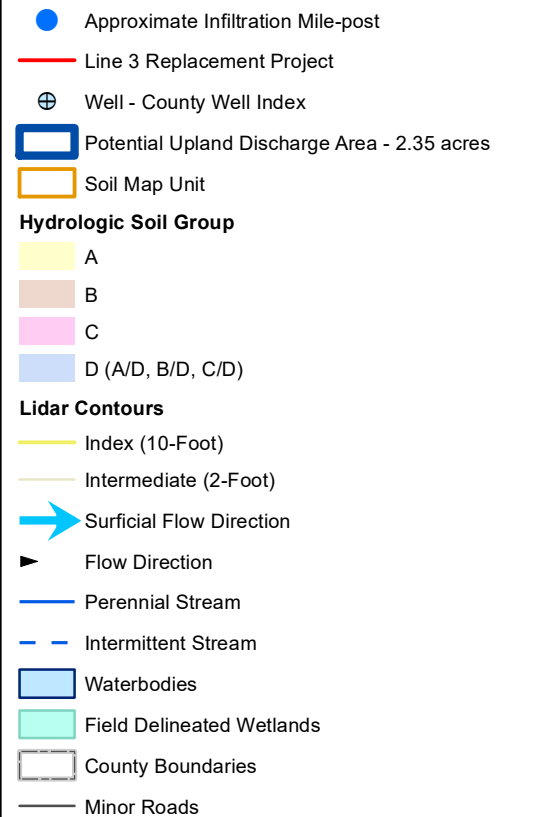 Approximate Infiltration Mile-post
Line 3 Replacement Project
Well - County Well Index
Potential Upland Discharge Area - 2.35 acres
Soil Map Unit
Hydrologic Soil Group
A
B
C
D (A/D, B/D, C/D)
Lidar Contours
Index (10-Foot)
Intermediate (2-Foot)
Surficial Flow Direction
Flow Direction
Perennial Stream
Intermittent Stream
Waterbodies
Field Delineated Wetlands
County Boundaries
Minor Roads